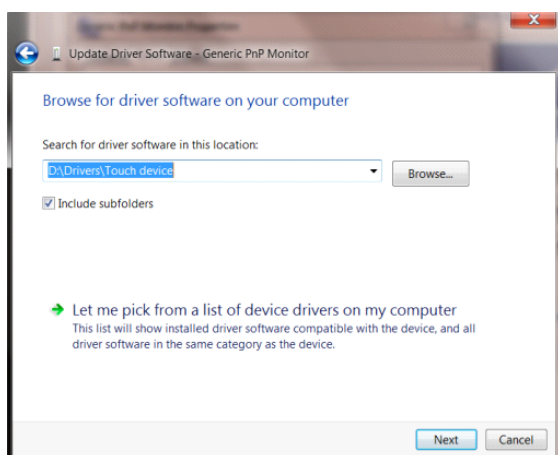 Update Driver Software - Generic PnP Monitor
Browse for driver software on your computer
Search for driver software in this location:
D:\Drivers\Touch device
Browse...
Include subfolders
Let me pick from a list of device drivers on my computer
This list will show installed driver software compatible with the device, and all
driver software in the same category as the device.
Next
Cancel